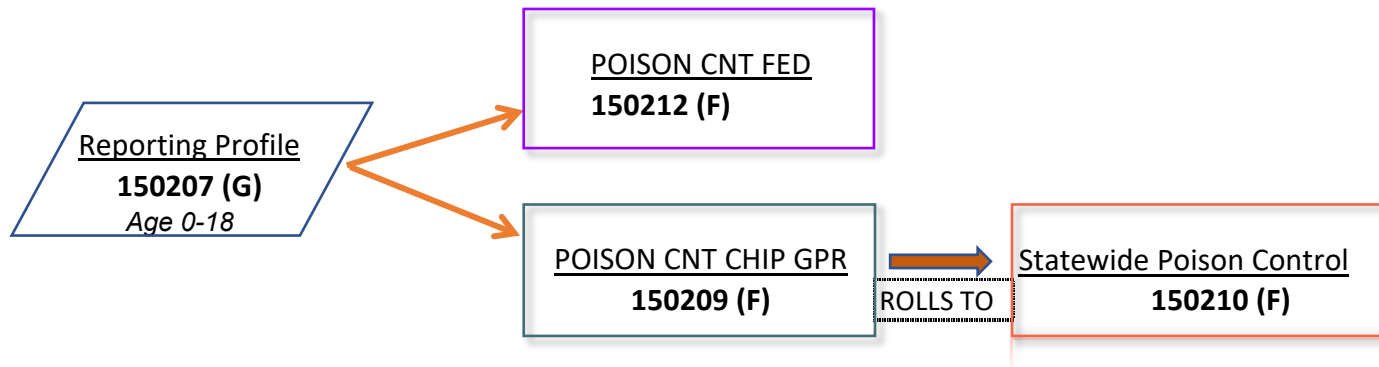 Reporting Profile
150207 (G)
Age 0-18
POISON CNT FED
150212 (F)
POISON CNT CHIP GPR
150209 (F)
ROLLS TO
Statewide Poison Control
150210 (F)